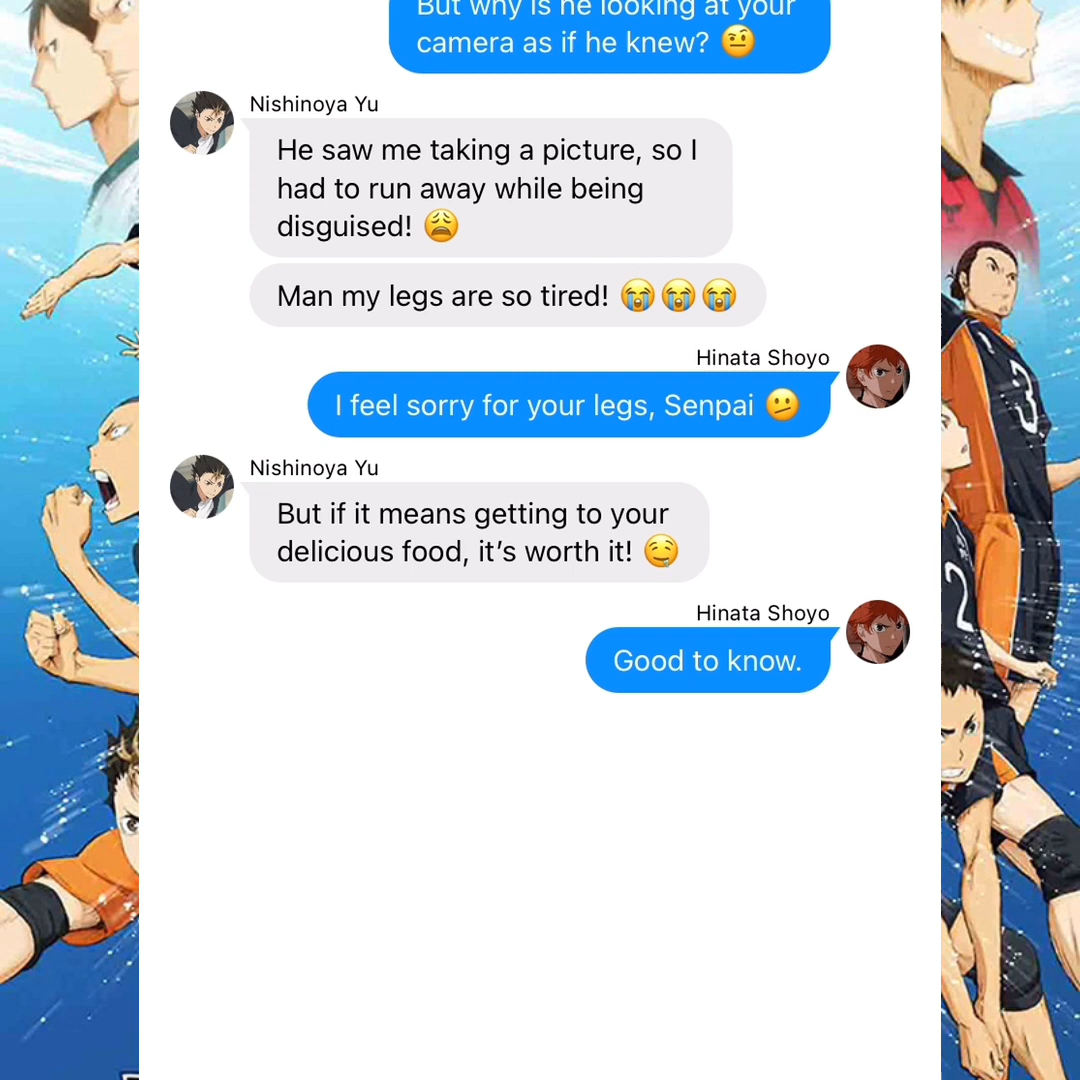 But why is he looking at your
camera as if he knew? 🤨
Nishinoya Yu
He saw me taking a picture, so I
had to run away while being
disguised! 😩
Man my legs are so tired! 😭😭😭
Hinata Shoyo
I feel sorry for your legs, Senpai 🫤
Nishinoya Yu
But if it means getting to your
delicious food, it’s worth it! 🤤
Hinata Shoyo
Good to know.
3
2